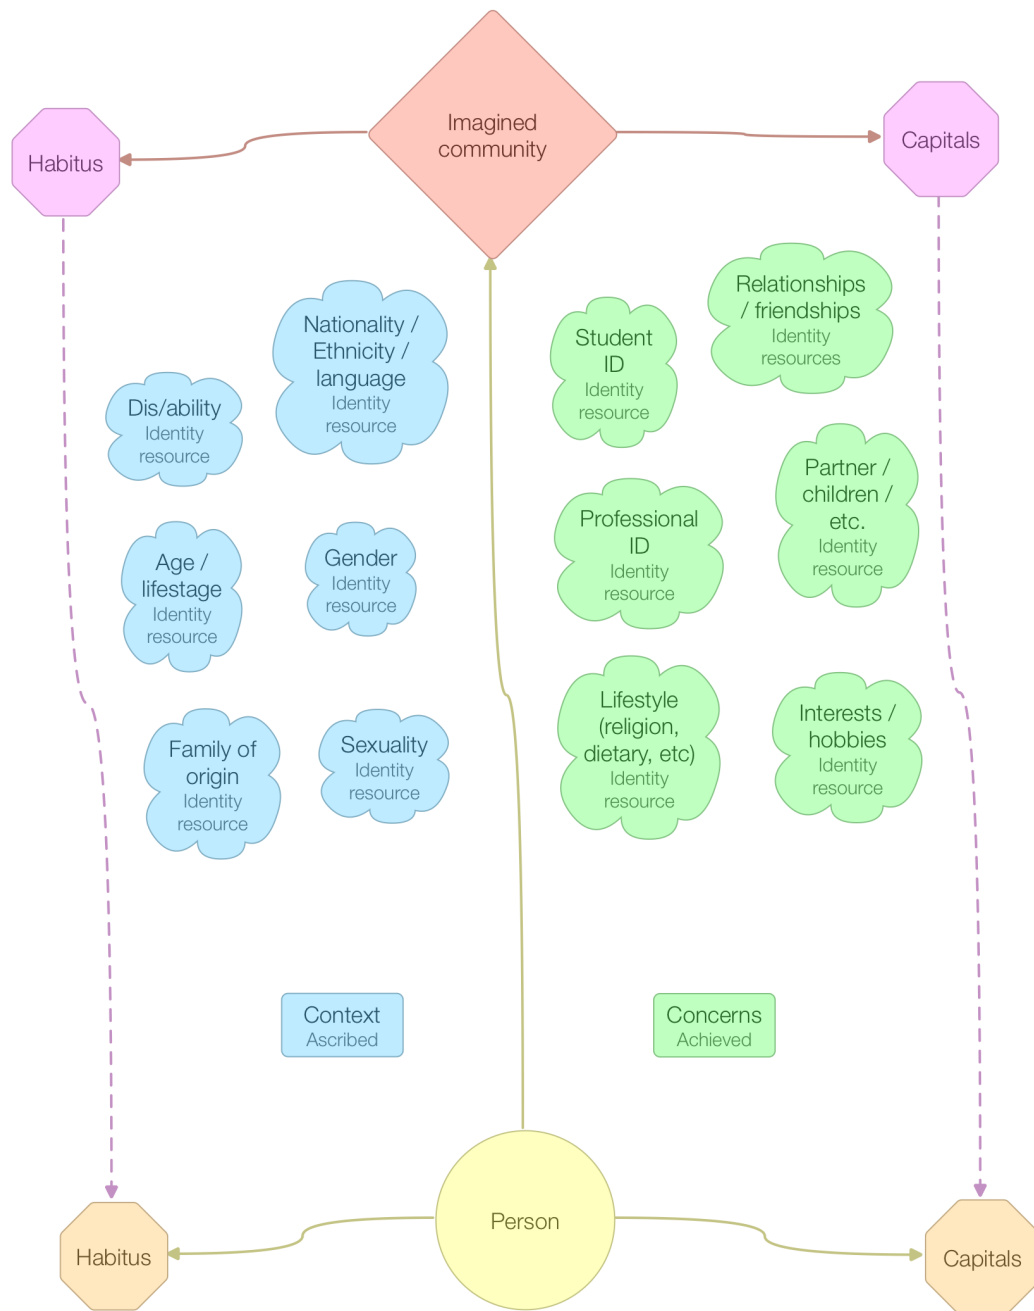 Imagined
community
Habitus
Capitals
Nationality /
Ethnicity /
language
Identity
resource
Dis/ability
Identity
resource
Age /
lifestage
Identity
resource
Gender
Identity
resource
Family of
origin
Identity
resource
Sexuality
Identity
resource
Relationships
/ friendships
Identity
resources
Student
ID
Identity
resource
Partner /
children /
etc.
Identity
resource
Professional
ID
Identity
resource
Lifestyle
(religion,
dietary, etc)
Identity
resource
Interests /
hobbies
Identity
resource
Context
Ascribed
Concerns
Achieved
Person
Habitus
Capitals